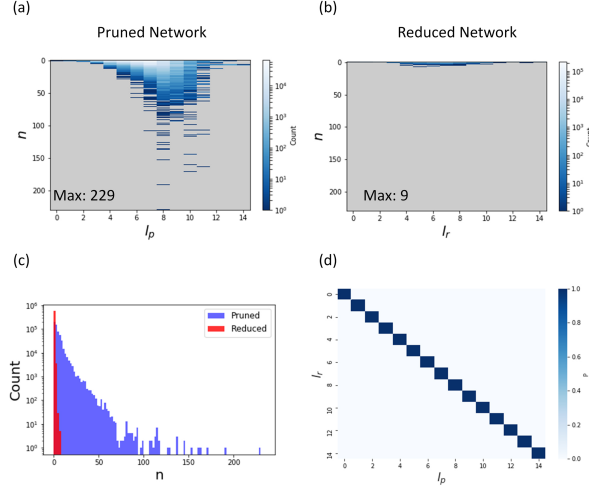 (a)
Pruned Network
n
0
50
100
150
200
Max: 229
0 2 4 6 8 10 12 14
l_p
10^4
10^3
10^2
10^1
10^0
Count
(b)
Reduced Network
n
0
50
100
150
200
Max: 9
0 2 4 6 8 10 12 14
l_r
10^5
10^4
10^3
10^2
10^1
10^0
Count
(c)
Count
10^6
10^5
10^4
10^3
10^2
10^1
10^0
Pruned
Reduced
0 50 100 150 200
n
(d)
l_r
0
2
4
6
8
10
12
14
0 2 4 6 8 10 12 14
l_p
1.0
0.8
0.6
0.4
0.2
0.0